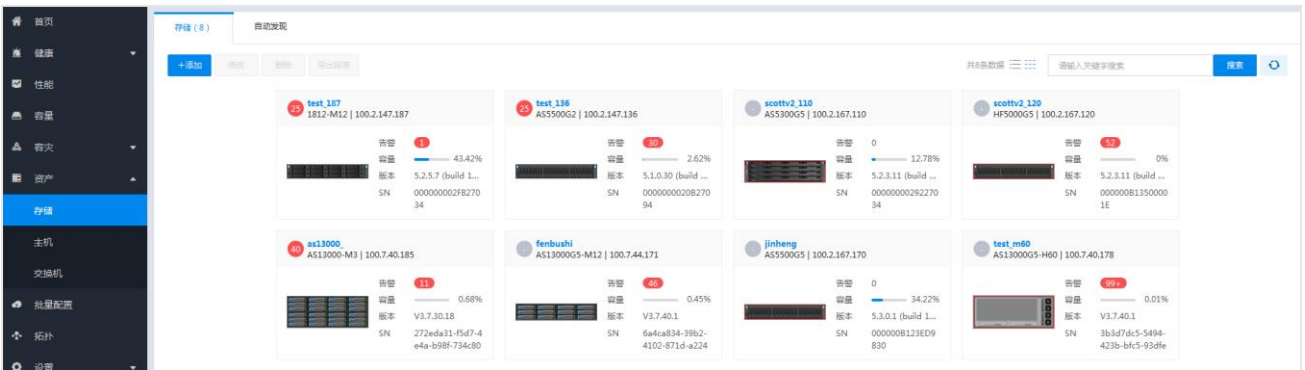 首页
健康
性能
容量
容灾
资产
存储
主机
交换机
批量配置
拓扑
设置
存储 ( 8 )
自动发现
+添加
修改
删除
导出报表
共8条数据
请输入关键字搜索
搜索
25
test_187
1812-M12 | 100.2.147.187
告警 1
容量 43.42%
版本 5.2.5.7 (build 1...
SN 000000002F8270
34
25
test_136
AS5500G2 | 100.2.147.136
告警 30
容量 2.62%
版本 5.1.0.30 (build ...
SN 0000000020B270
94
-
scottv2_110
AS5300G5 | 100.2.167.110
告警 0
容量 12.78%
版本 5.2.3.11 (build ...
SN 00000000292270
34
-
scottv2_120
HF5000G5 | 100.2.167.120
告警 52
容量 0%
版本 5.2.3.11 (build ...
SN 000000B1350000
1E
40
as13000_
AS13000-M3 | 100.7.40.185
告警 11
容量 0.68%
版本 V3.7.30.18
SN 272eda31-f5d7-4
e4a-b98f-734c80
-
fenbushi
AS13000G5-M12 | 100.7.44.171
告警 46
容量 0.45%
版本 V3.7.40.1
SN 6a4ca834-39b2-
4102-871d-a224
-
jinheng
AS5500G5 | 100.2.167.170
告警 0
容量 34.22%
版本 5.3.0.1 (build 1...
SN 000000B123ED9
830
-
test_m60
AS13000G5-H60 | 100.7.40.178
告警 99+
容量 0.01%
版本 V3.7.40.1
SN 3b3d7dc5-5494-
423b-bfc5-93dfe